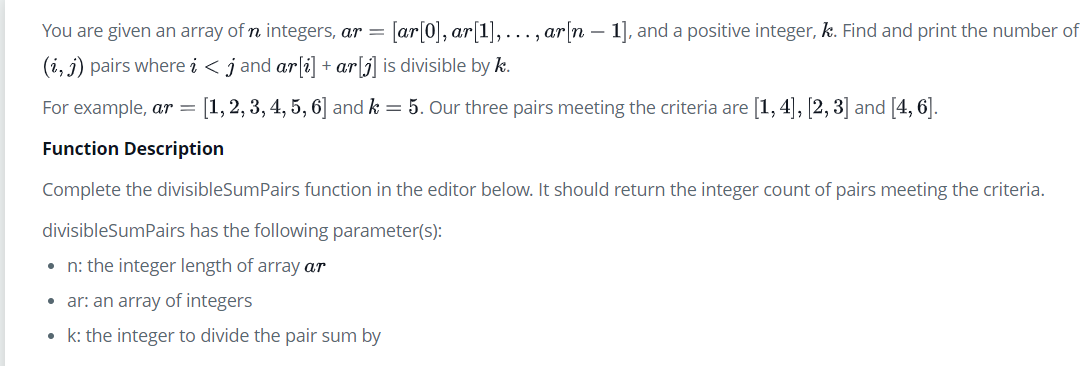 You are given an array of n integers, ar = [ar[0], ar[1], . . . , ar[n − 1], and a positive integer, k. Find and print the number of
(i, j) pairs where i < j and ar[i] + ar[j] is divisible by k.
For example, ar = [1, 2, 3, 4, 5, 6] and k = 5. Our three pairs meeting the criteria are [1, 4], [2, 3] and [4, 6].
Function Description
Complete the divisibleSumPairs function in the editor below. It should return the integer count of pairs meeting the criteria.
divisibleSumPairs has the following parameter(s):
• n: the integer length of array ar
• ar: an array of integers
• k: the integer to divide the pair sum by